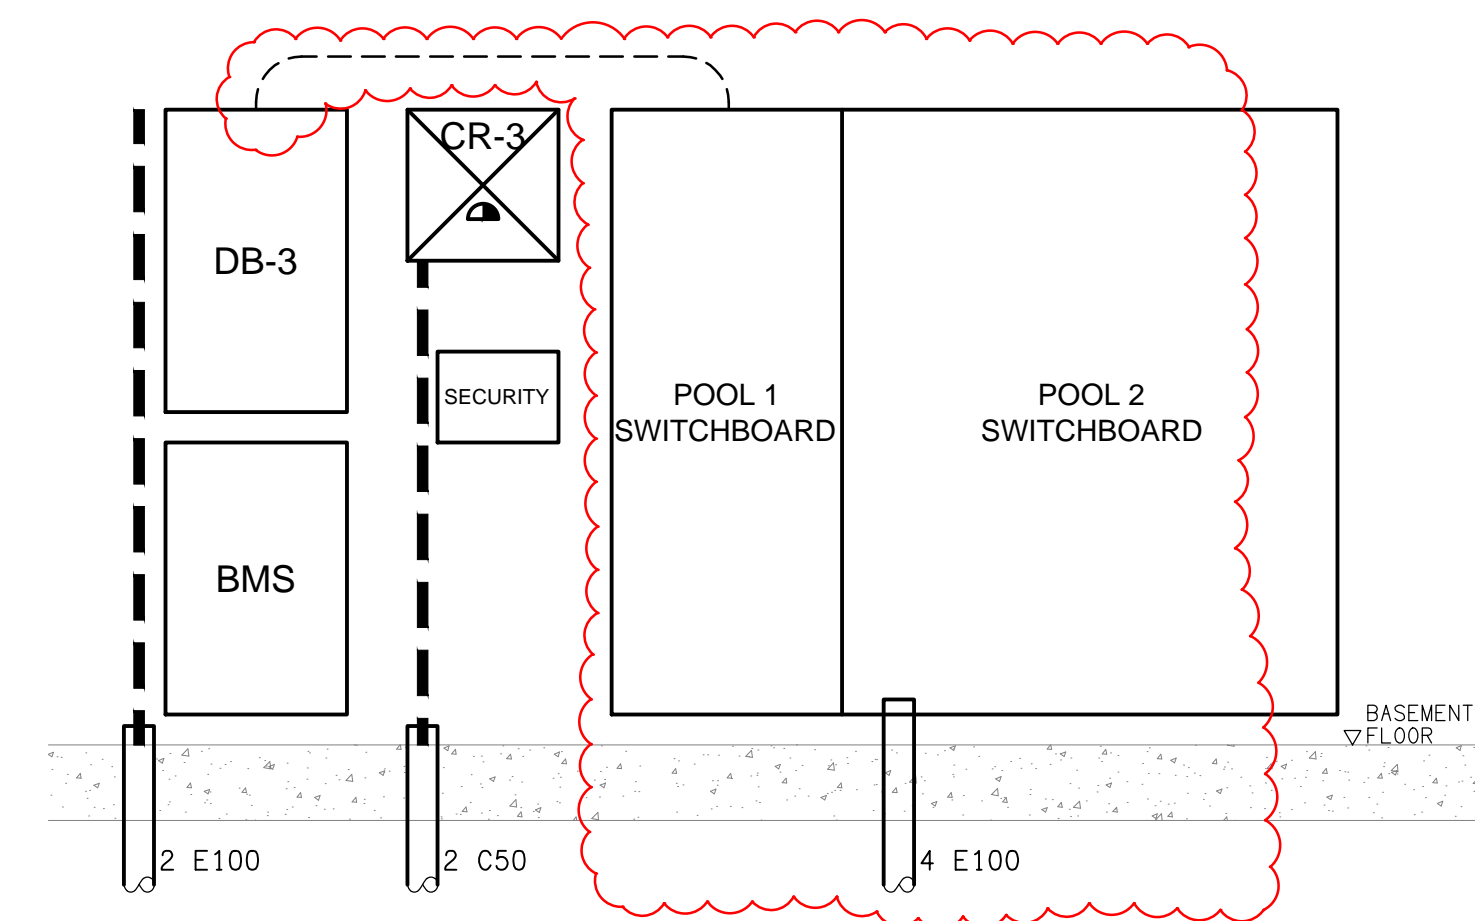 CR-3
DB-3
SECURITY
POOL 1
SWITCHBOARD
POOL 2
SWITCHBOARD
BMS
BASEMENT
FLOOR
2 E100
2 C50
4 E100